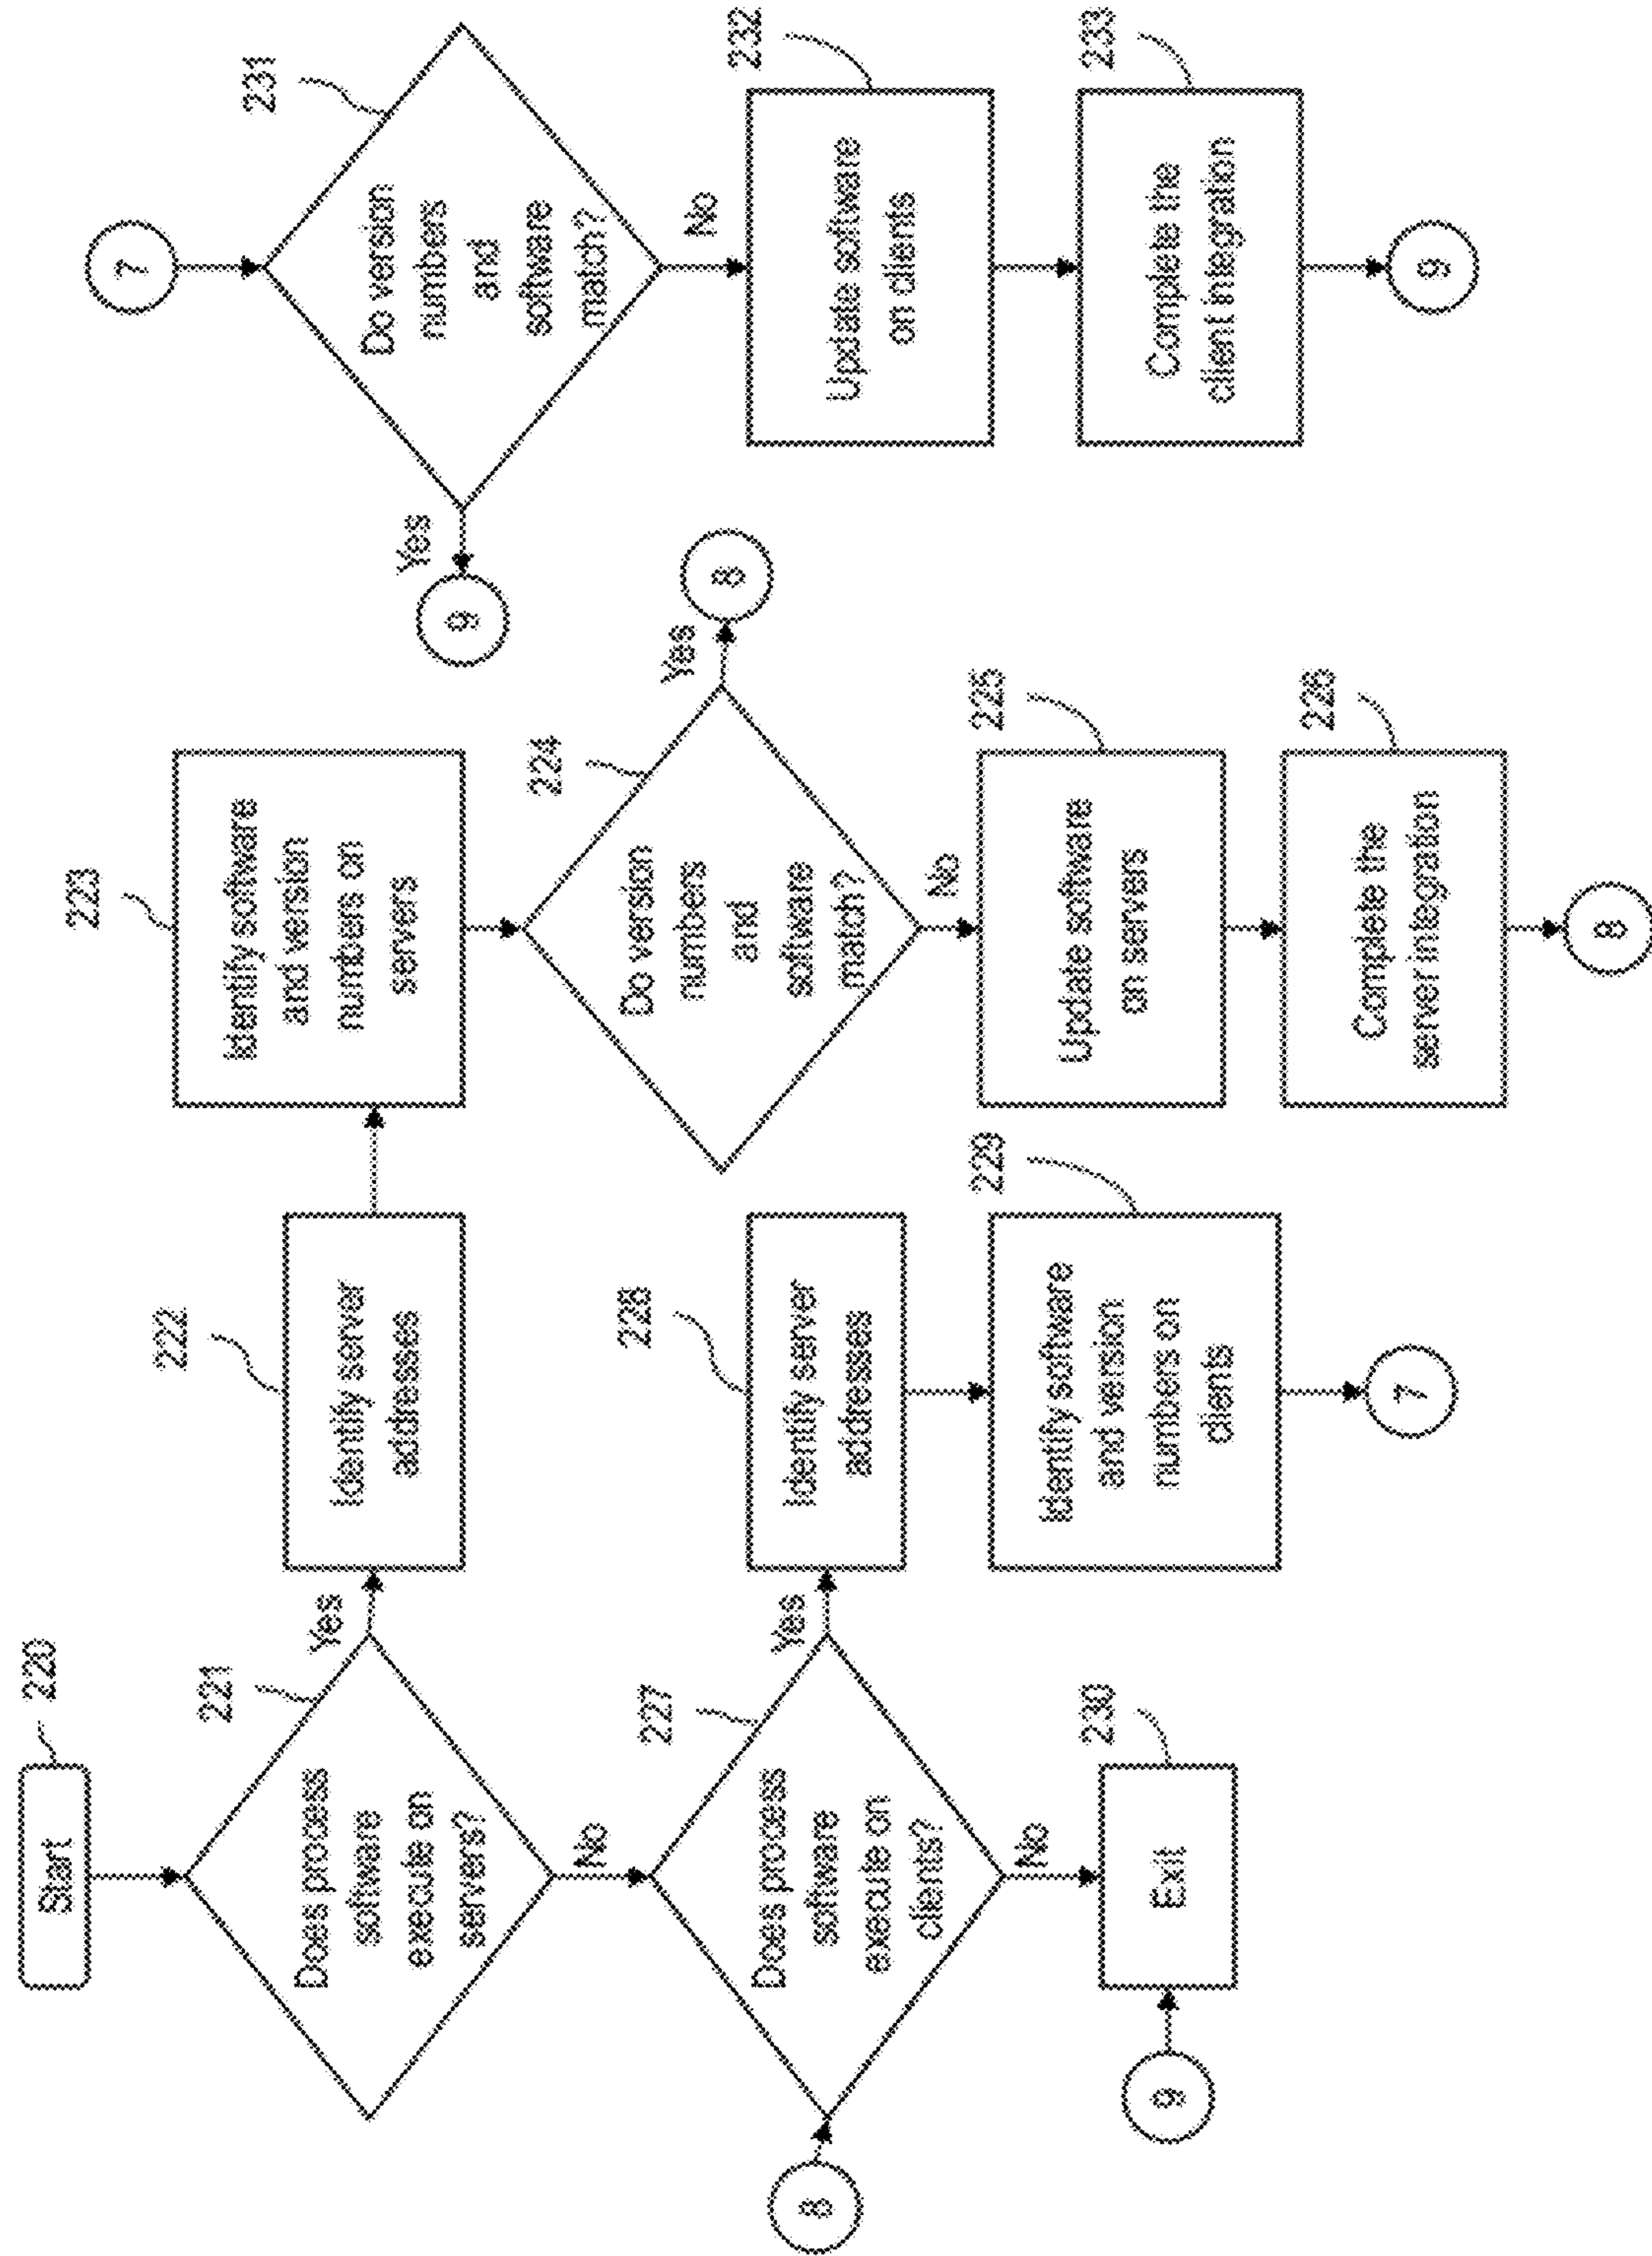 220
Start
221
Does process
software
execute on
servers?
Yes
No
222
Identify server
addresses
223
Identify software
and version
numbers on
servers
224
Do version
numbers
and
software
match?
Yes
8
No
225
Update software
on servers
226
Complete the
server integration
8
8
227
Does process
software
execute on
clients?
Yes
No
228
Identify server
addresses
229
Identify software
and version
numbers on
clients
7
9
230
Exit
7
231
Do version
numbers
and
software
match?
Yes
9
No
232
Update software
on clients
233
Complete the
client integration
9